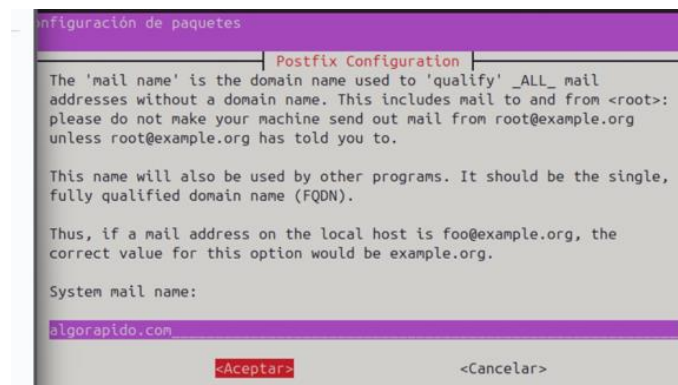 nfiguración de paquetes
Postfix Configuration
The 'mail name' is the domain name used to 'qualify' _ALL_ mail
addresses without a domain name. This includes mail to and from <root>:
please do not make your machine send out mail from root@example.org
unless root@example.org has told you to.
This name will also be used by other programs. It should be the single,
fully qualified domain name (FQDN).
Thus, if a mail address on the local host is foo@example.org, the
correct value for this option would be example.org.
System mail name:
algorapido.com
<Aceptar> <Cancelar>